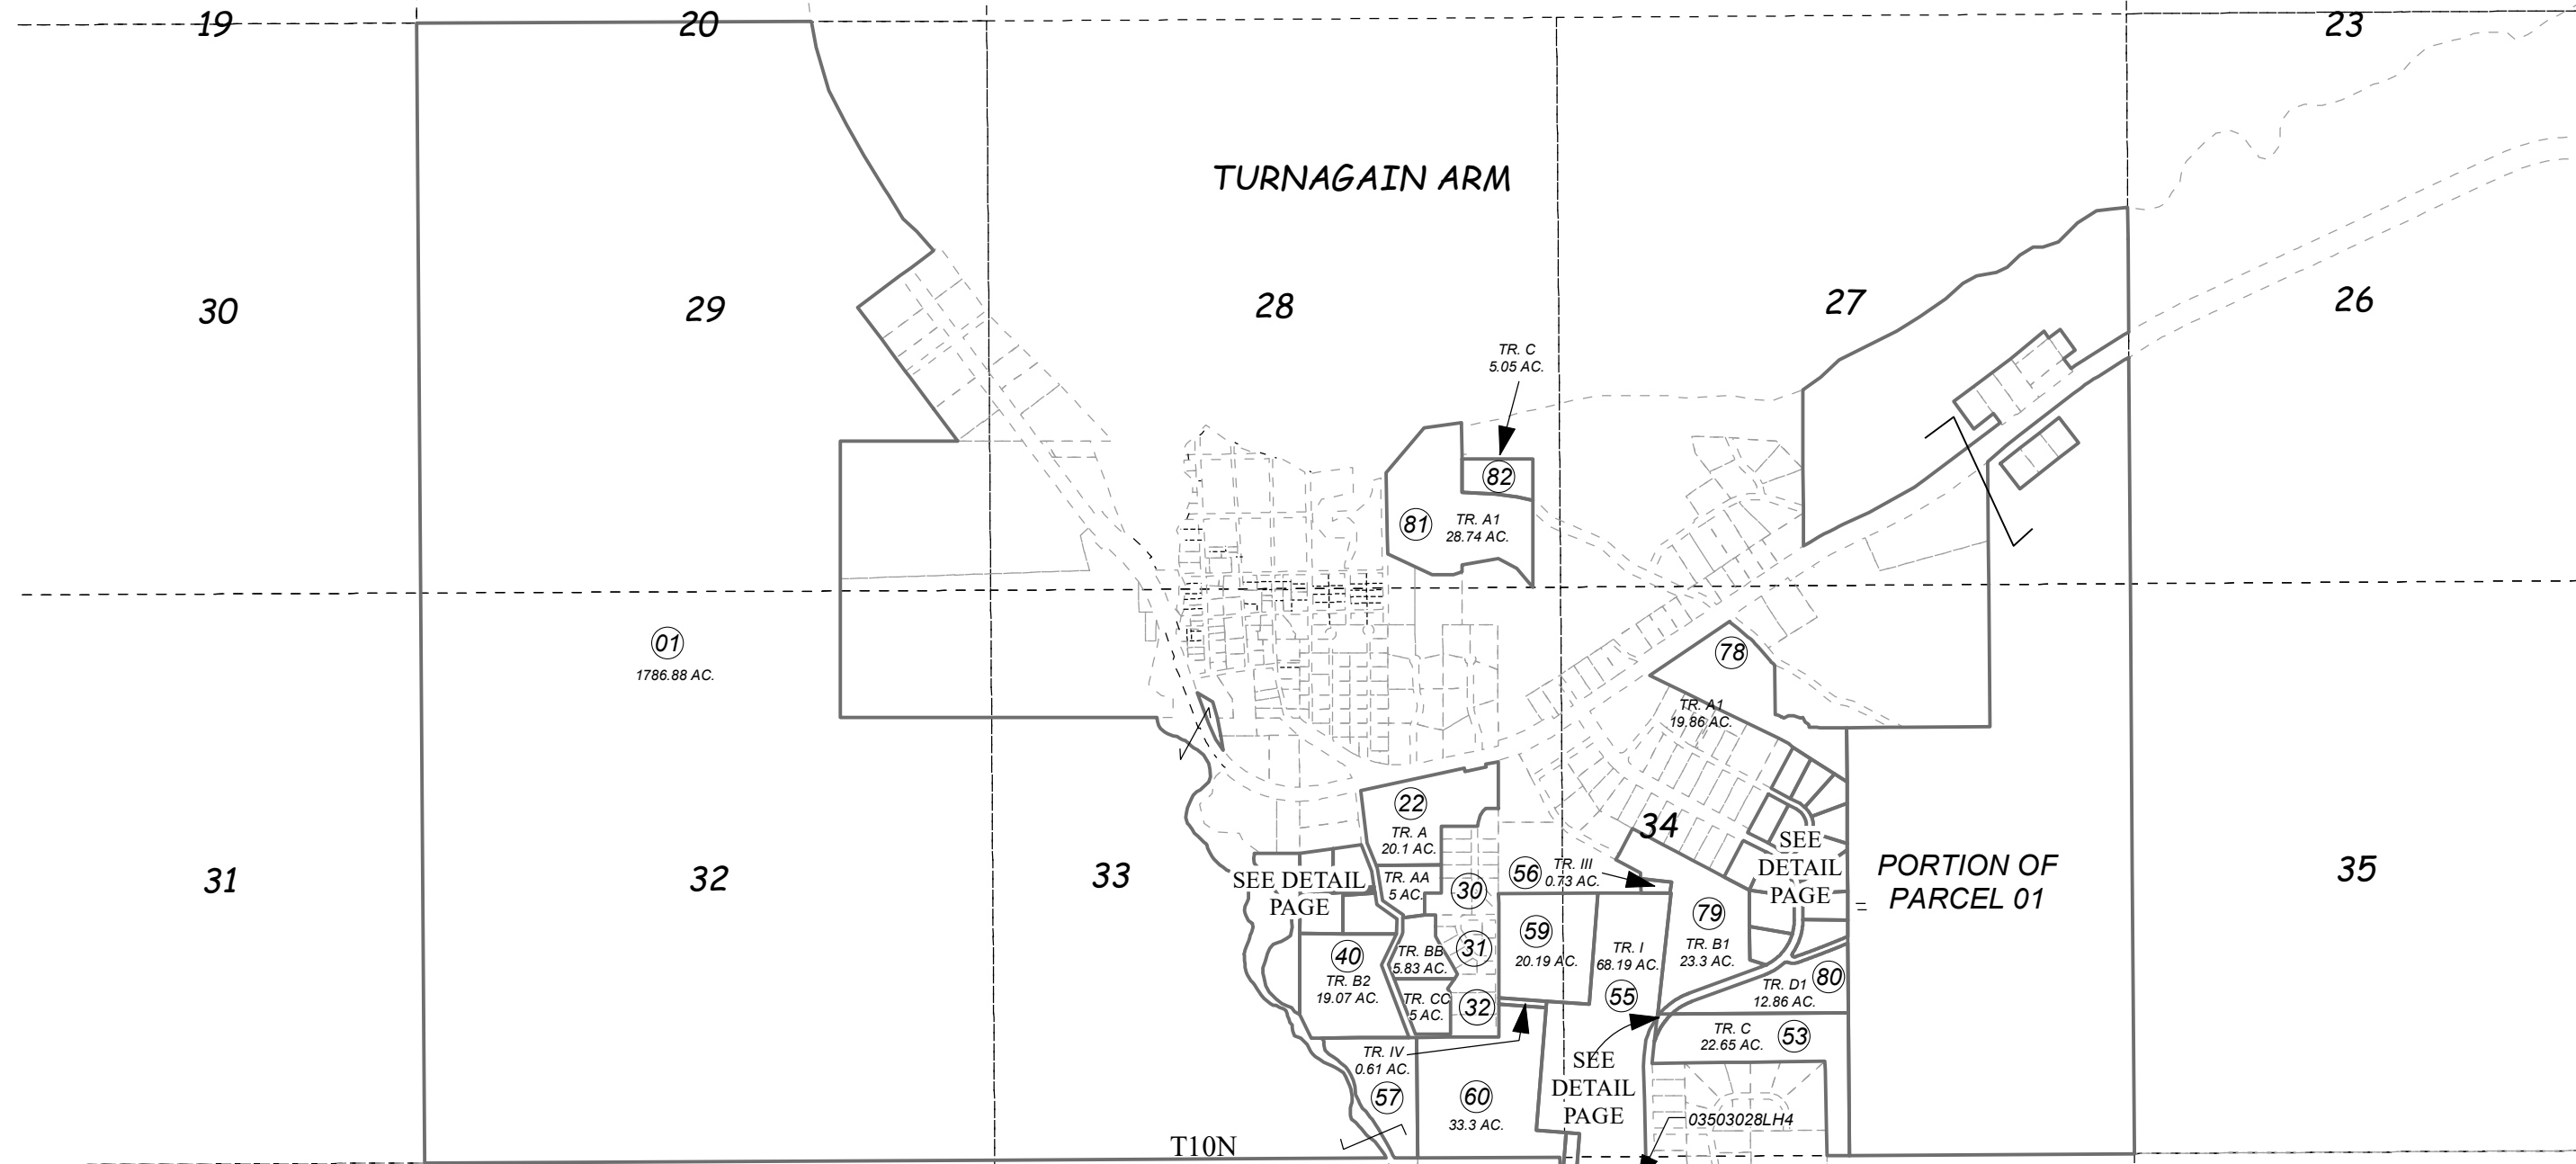 19
20
23
TURNAGAIN ARM
30
29
28
27
26
TR. C
5.05 AC.
82
81
TR. A1
28.74 AC.
01
1786.88 AC.
78
TR. A1
19.86 AC.
22
TR. A
20.1 AC.
34
SEE
DETAIL
PAGE
PORTION OF
PARCEL 01
31
32
33
35
SEE DETAIL
PAGE
TR. AA
5 AC.
30
56
TR. III
0.73 AC.
59
20.19 AC.
TR. I
68.19 AC.
55
79
TR. B1
23.3 AC.
40
TR. B2
19.07 AC.
TR. BB
5.83 AC.
31
TR. CC
5 AC.
32
TR. D1
12.86 AC.
80
TR. C
22.65 AC.
53
TR. IV
0.61 AC.
57
60
33.3 AC.
SEE
DETAIL
PAGE
03503028LH4
T10N